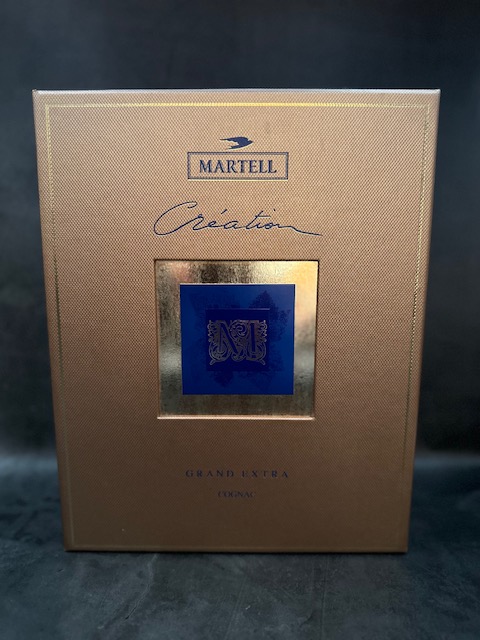 MARTELL
Création
M
GRAND EXTRA
COGNAC